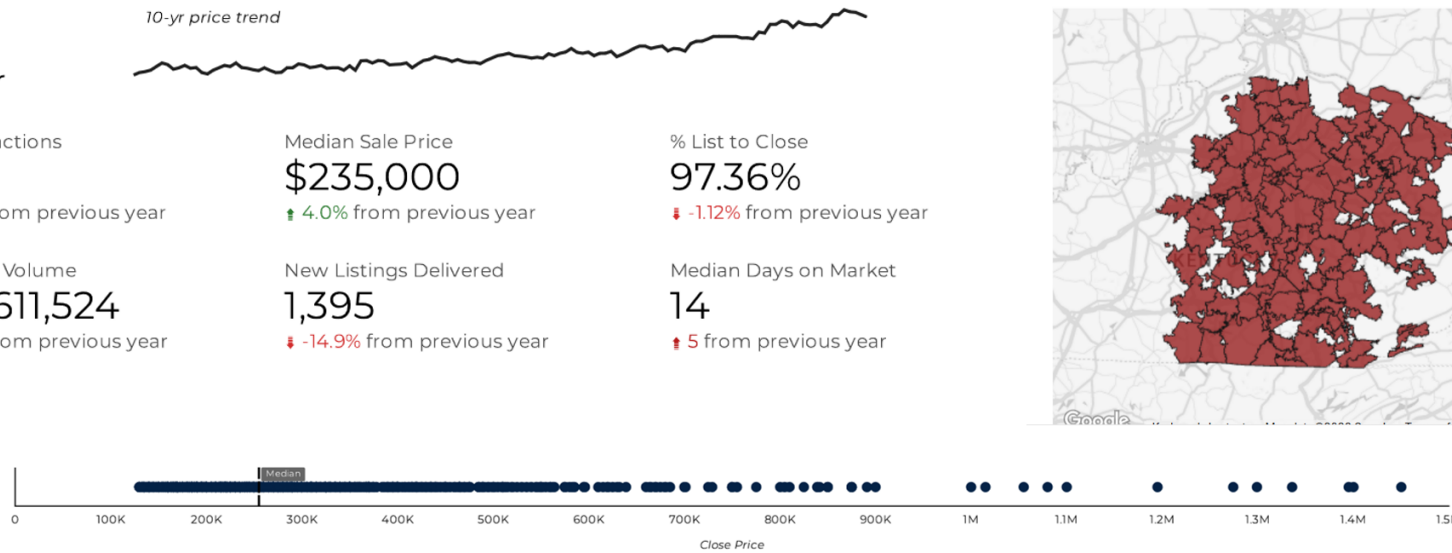 10-yr price trend
ctions
Median Sale Price
% List to Close
$235,000
97.36%
om previous year
4.0% from previous year
-1.12% from previous year
Volume
New Listings Delivered
Median Days on Market
611,524
1,395
14
om previous year
-14.9% from previous year
5 from previous year
KENTU
Google
Median
0 100K 200K 300K 400K 500K 600K 700K 800K 900K 1M 1.1M 1.2M 1.3M 1.4M
Close Price